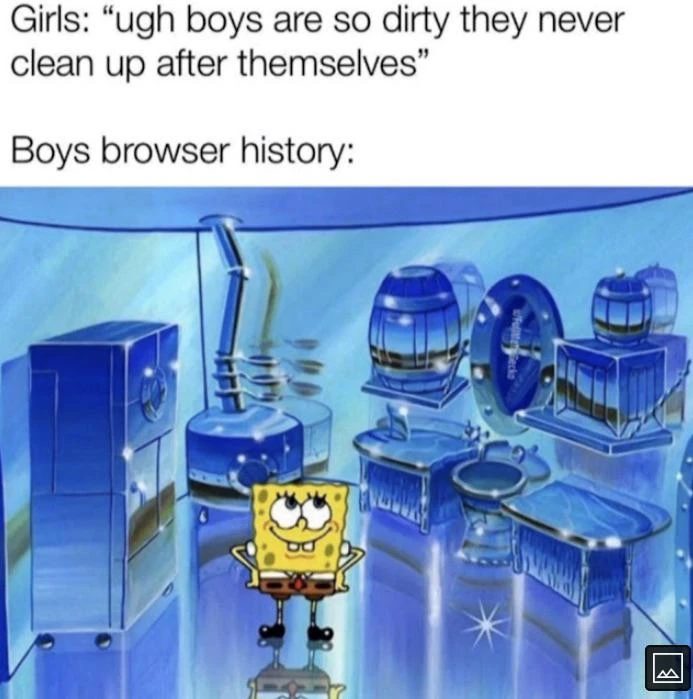 Girls: “ugh boys are so dirty they never
clean up after themselves”
Boys browser history: